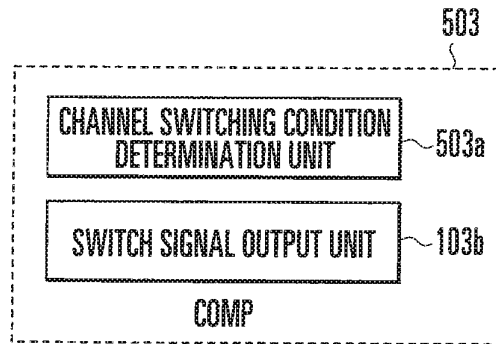 503
CHANNEL SWITCHING CONDITION
DETERMINATION UNIT
503a
SWITCH SIGNAL OUTPUT UNIT
103b
COMP